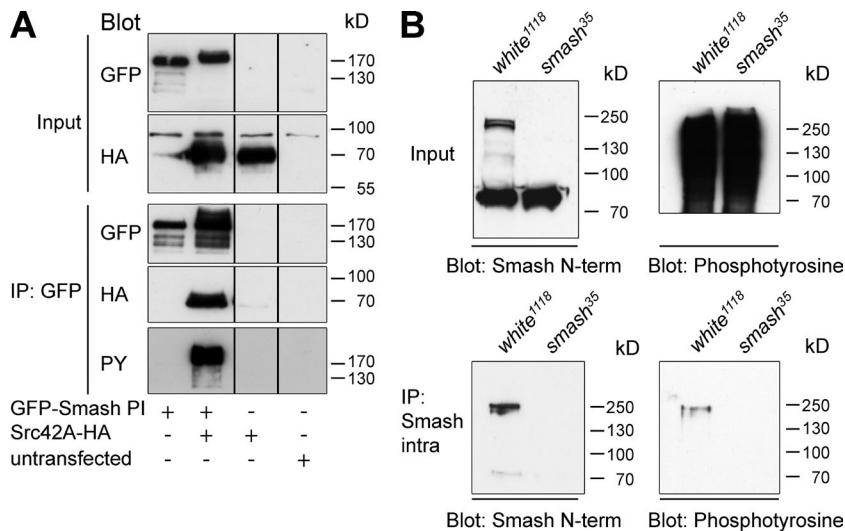 A
Blot
kD
GFP
170
130
Input
HA
100
70
55
IP: GFP
GFP
170
130
HA
100
70
PY
170
130
GFP-Smash PI + + - -
Src42A-HA - + + -
untransfected - - - +
B
white1118 smash35
kD
white1118 smash35
kD
Input
250
130
100
70
250
130
100
70
Blot: Smash N-term
Blot: Phosphotyrosine
white1118 smash35
kD
white1118 smash35
kD
IP:
Smash
intra
250
130
100
70
250
130
100
70
Blot: Smash N-term
Blot: Phosphotyrosine